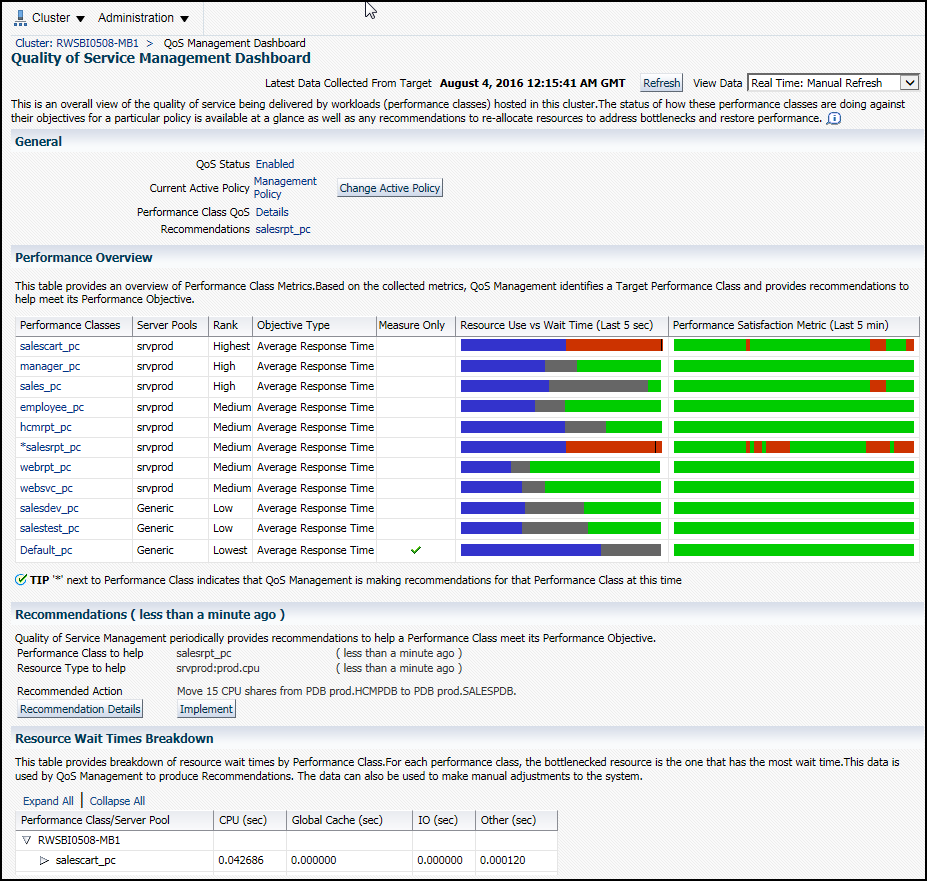 Cluster Administration
Cluster: RWSBI0508-MB1 > QoS Management Dashboard
Quality of Service Management Dashboard
Latest Data Collected From Target August 4, 2016 12:15:41 AM GMT Refresh View Data Real Time: Manual Refresh
This is an overall view of the quality of service being delivered by workloads (performance classes) hosted in this cluster.The status of how these performance classes are doing against
their objectives for a particular policy is available at a glance as well as any recommendations to re-allocate resources to address bottlenecks and restore performance.
General
QoS Status Enabled
Current Active Policy Management Policy Change Active Policy
Performance Class QoS Details
Recommendations salesrpt_pc
Performance Overview
This table provides an overview of Performance Class Metrics.Based on the collected metrics, QoS Management identifies a Target Performance Class and provides recommendations to
help meet its Performance Objective.
Performance Classes Server Pools Rank Objective Type Measure Only Resource Use vs Wait Time (Last 5 sec) Performance Satisfaction Metric (Last 5 min)
salescart_pc srvprod Highest Average Response Time
manager_pc srvprod High Average Response Time
sales_pc srvprod High Average Response Time
employee_pc srvprod Medium Average Response Time
hcmrpt_pc srvprod Medium Average Response Time
*salesrpt_pc srvprod Medium Average Response Time
webrpt_pc srvprod Medium Average Response Time
websvc_pc srvprod Medium Average Response Time
salesdev_pc Generic Low Average Response Time
salestest_pc Generic Low Average Response Time
Default_pc Generic Lowest Average Response Time
TIP '*' next to Performance Class indicates that QoS Management is making recommendations for that Performance Class at this time
Recommendations ( less than a minute ago )
Quality of Service Management periodically provides recommendations to help a Performance Class meet its Performance Objective.
Performance Class to help salesrpt_pc ( less than a minute ago )
Resource Type to help srvprod:prod.cpu ( less than a minute ago )
Recommended Action Move 15 CPU shares from PDB prod.HCMPDB to PDB prod.SALESPDB.
Recommendation Details Implement
Resource Wait Times Breakdown
This table provides breakdown of resource wait times by Performance Class.For each performance class, the bottlenecked resource is the one that has the most wait time.This data is
used by QoS Management to produce Recommendations. The data can also be used to make manual adjustments to the system.
Expand All | Collapse All
Performance Class/Server Pool CPU (sec) Global Cache (sec) IO (sec) Other (sec)
RWSBI0508-MB1
salescart_pc 0.042686 0.000000 0.000000 0.000120